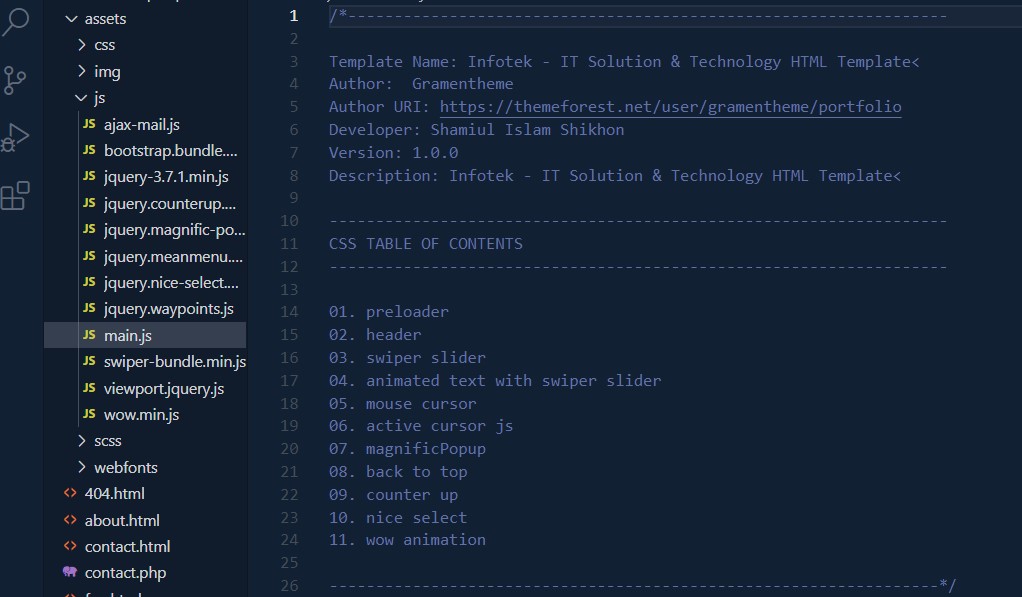 assets
css
img
js
JS ajax-mail.js
JS bootstrap.bundle....
JS jquery-3.7.1.min.js
JS jquery.counterup....
JS jquery.magnific-po...
JS jquery.meanmenu....
JS jquery.nice-select....
JS jquery.waypoints.js
JS main.js
JS swiper-bundle.min.js
JS viewport.jquery.js
JS wow.min.js
scss
webfonts
<> 404.html
<> about.html
<> contact.html
contact.php
1 /*-----------------------------------------------------------------
2
3 Template Name: Infotek - IT Solution & Technology HTML Template<
4 Author:  Gramentheme
5 Author URI: https://themeforest.net/user/gramentheme/portfolio
6 Developer: Shamiul Islam Shikhon
7 Version: 1.0.0
8 Description: Infotek - IT Solution & Technology HTML Template<
9
10 -------------------------------------------------------------------
11 CSS TABLE OF CONTENTS
12 -------------------------------------------------------------------
13
14 01. preloader
15 02. header
16 03. swiper slider
17 04. animated text with swiper slider
18 05. mouse cursor
19 06. active cursor js
20 07. magnificPopup
21 08. back to top
22 09. counter up
23 10. nice select
24 11. wow animation
25
26 ------------------------------------------------------------------*/